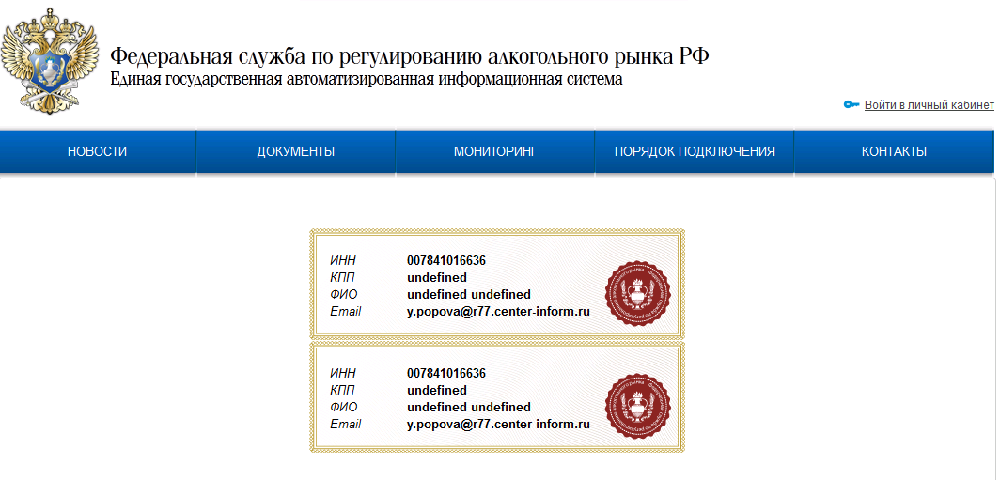 Федеральная служба по регулированию алкогольного рынка РФ
Единая государственная автоматизированная информационная система
Войти в личный кабинет
НОВОСТИ ДОКУМЕНТЫ МОНИТОРИНГ ПОРЯДОК ПОДКЛЮЧЕНИЯ КОНТАКТЫ
ИНН 007841016636
КПП undefined
ФИО undefined undefined
Email y.popova@r77.center-inform.ru
ИНН 007841016636
КПП undefined
ФИО undefined undefined
Email y.popova@r77.center-inform.ru